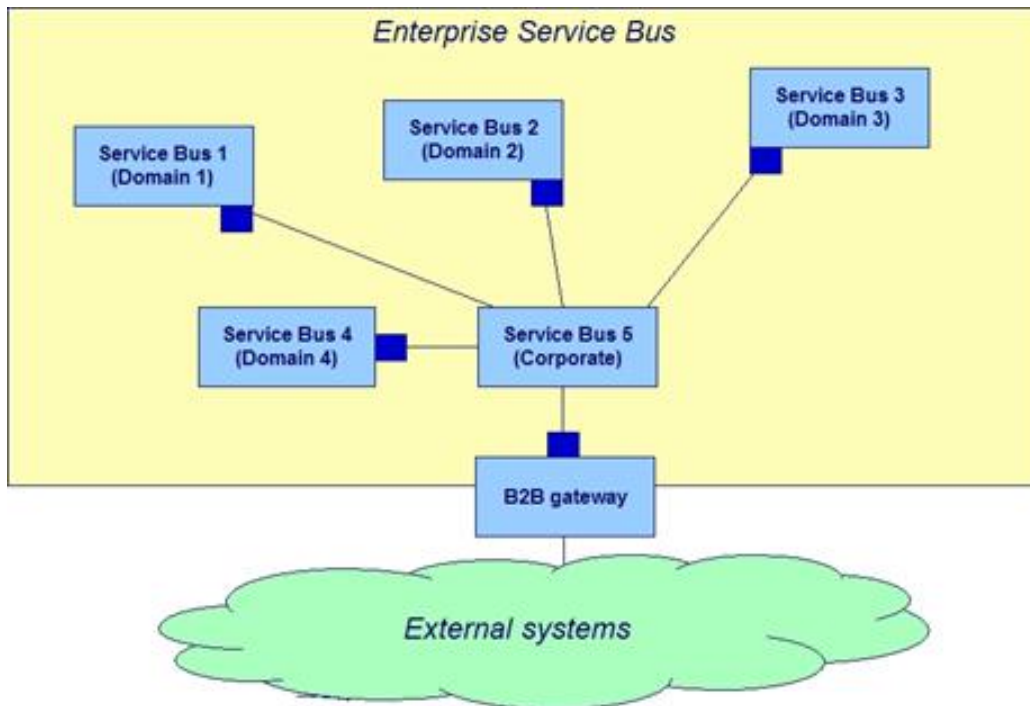 Enterprise Service Bus
Service Bus 1
(Domain 1)
Service Bus 2
(Domain 2)
Service Bus 3
(Domain 3)
Service Bus 4
(Domain 4)
Service Bus 5
(Corporate)
B2B gateway
External systems